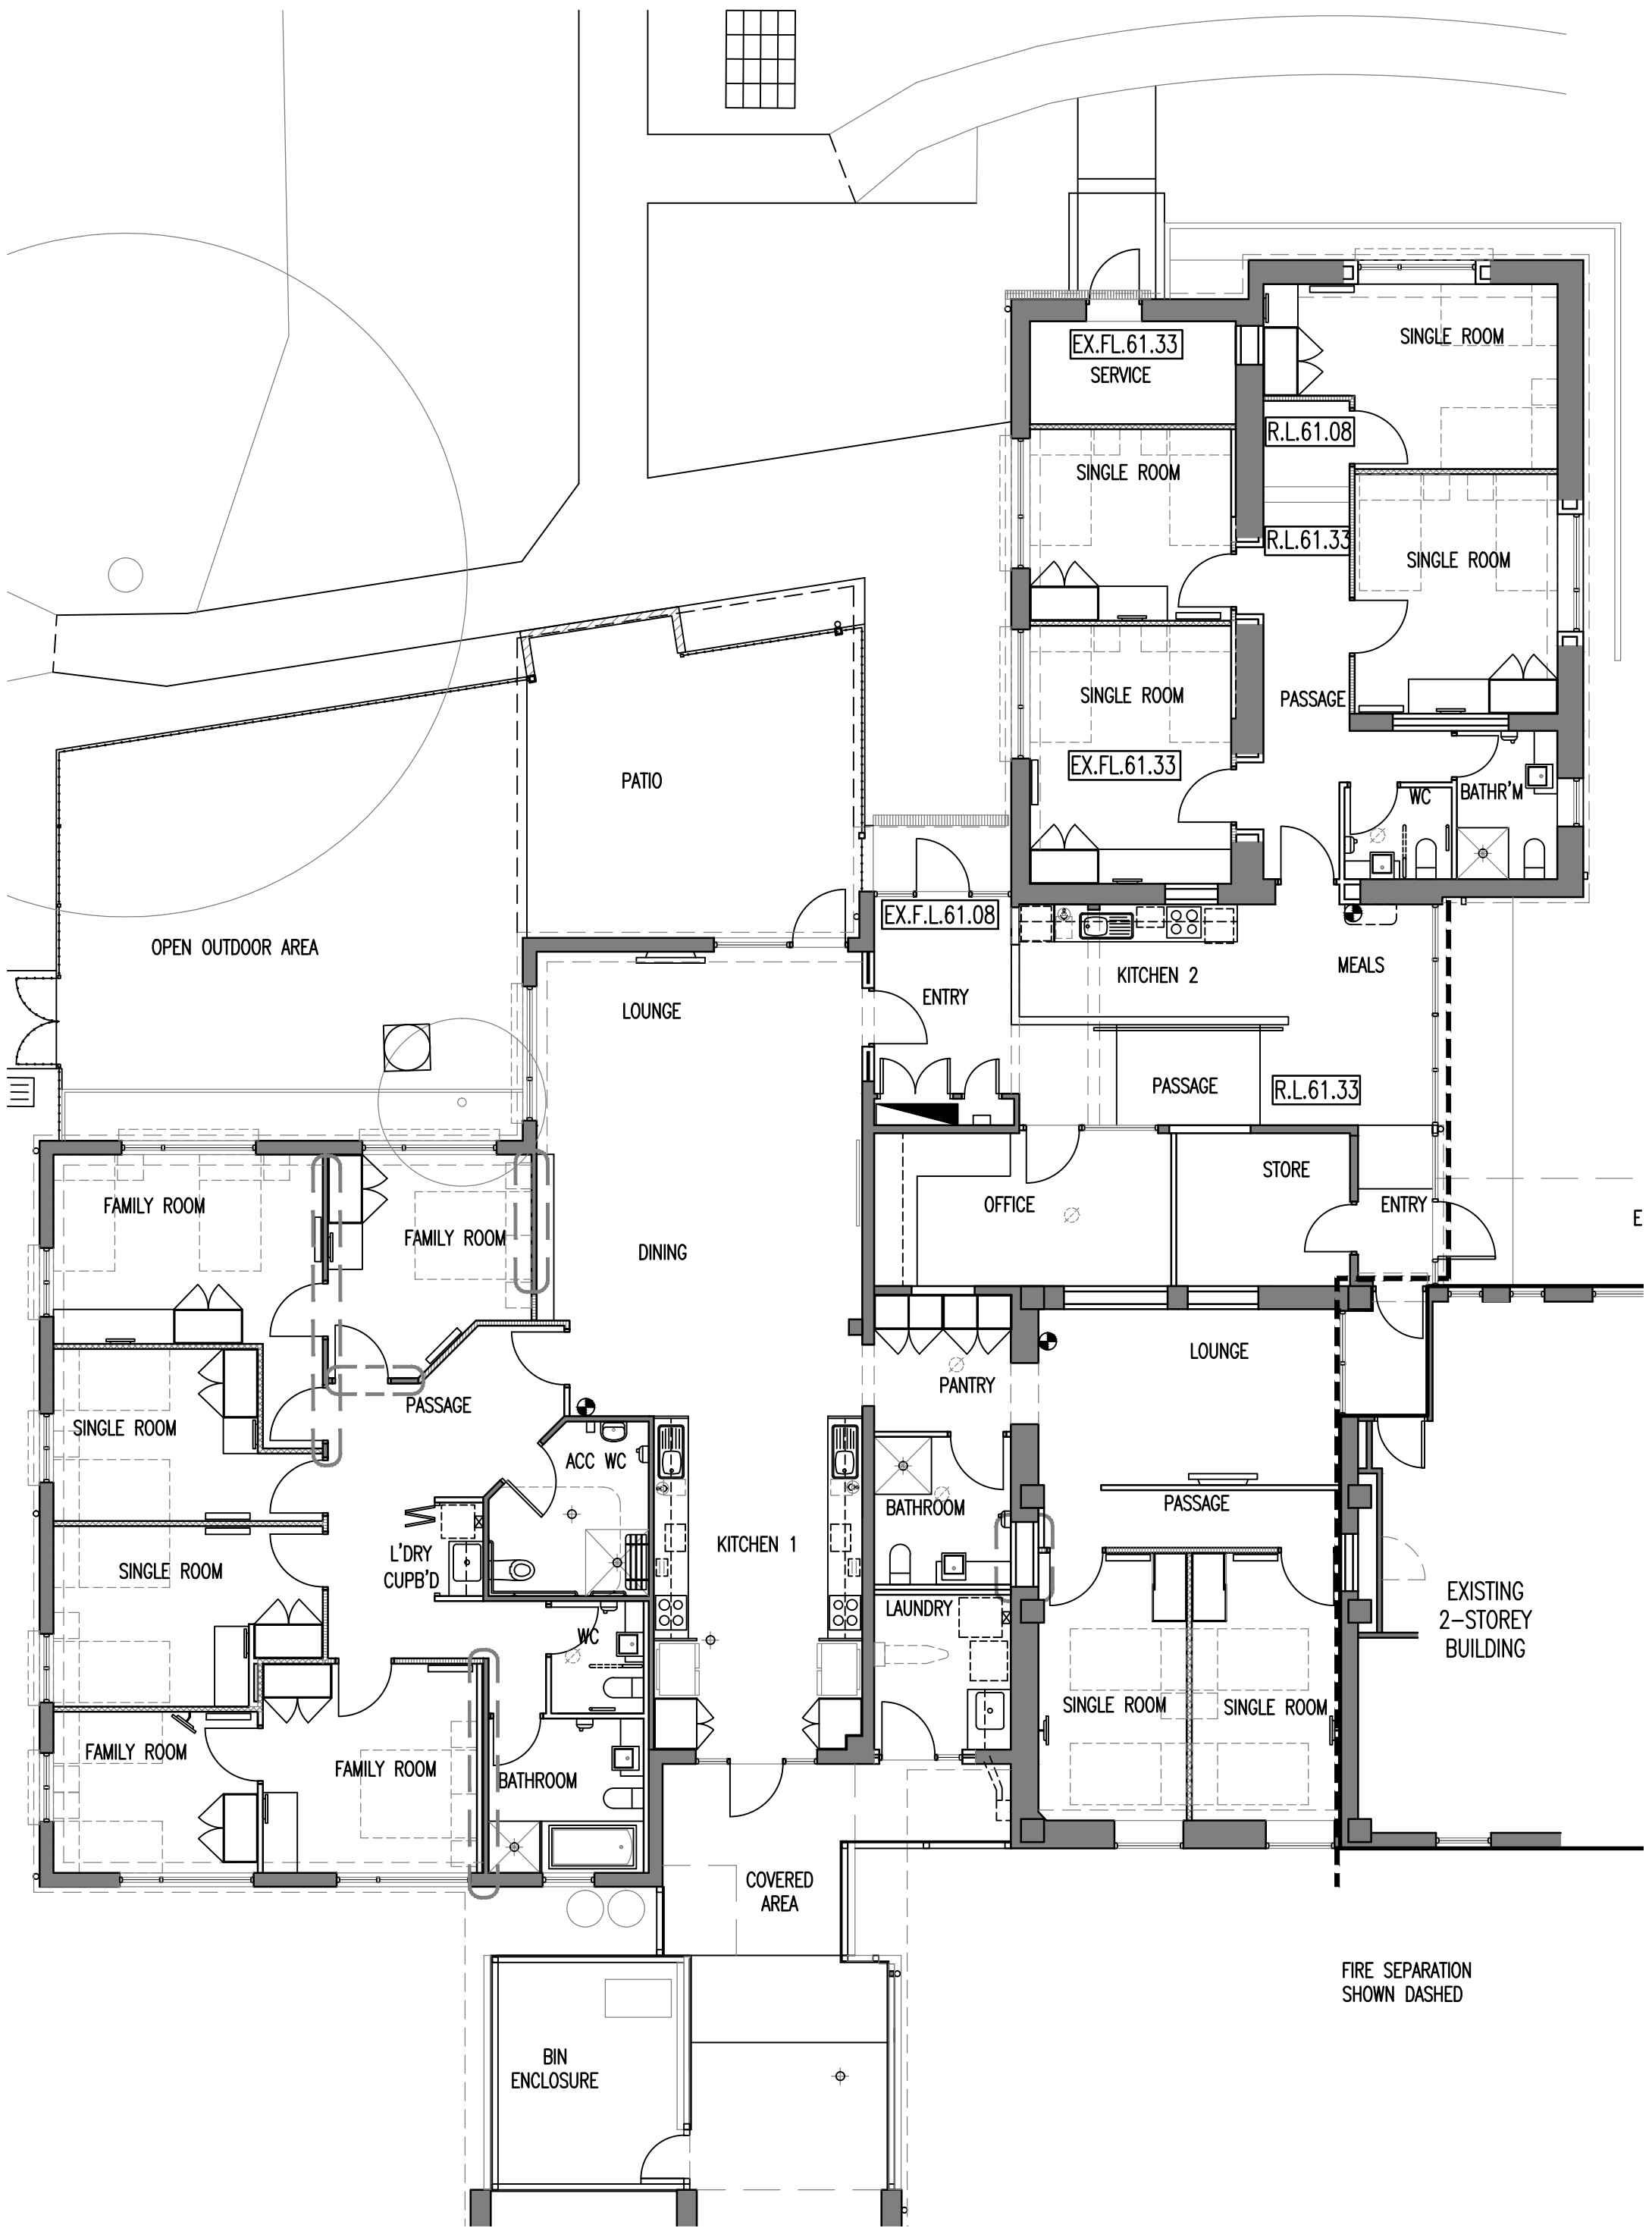 EX.FL.61.33
SERVICE
SINGLE ROOM
R.L.61.08
SINGLE ROOM
R.L.61.33
SINGLE ROOM
SINGLE ROOM
PASSAGE
EX.FL.61.33
PATIO
WC
BATHR'M
EX.F.L.61.08
OPEN OUTDOOR AREA
LOUNGE
ENTRY
KITCHEN 2
MEALS
PASSAGE
R.L.61.33
STORE
OFFICE
ENTRY
E
FAMILY ROOM
FAMILY ROOM
DINING
LOUNGE
PANTRY
PASSAGE
SINGLE ROOM
ACC WC
BATHROOM
PASSAGE
L'DRY
CUPB'D
KITCHEN 1
SINGLE ROOM
LAUNDRY
EXISTING
2-STOREY
BUILDING
WC
SINGLE ROOM
SINGLE ROOM
FAMILY ROOM
FAMILY ROOM
BATHROOM
COVERED
AREA
FIRE SEPARATION
SHOWN DASHED
BIN
ENCLOSURE